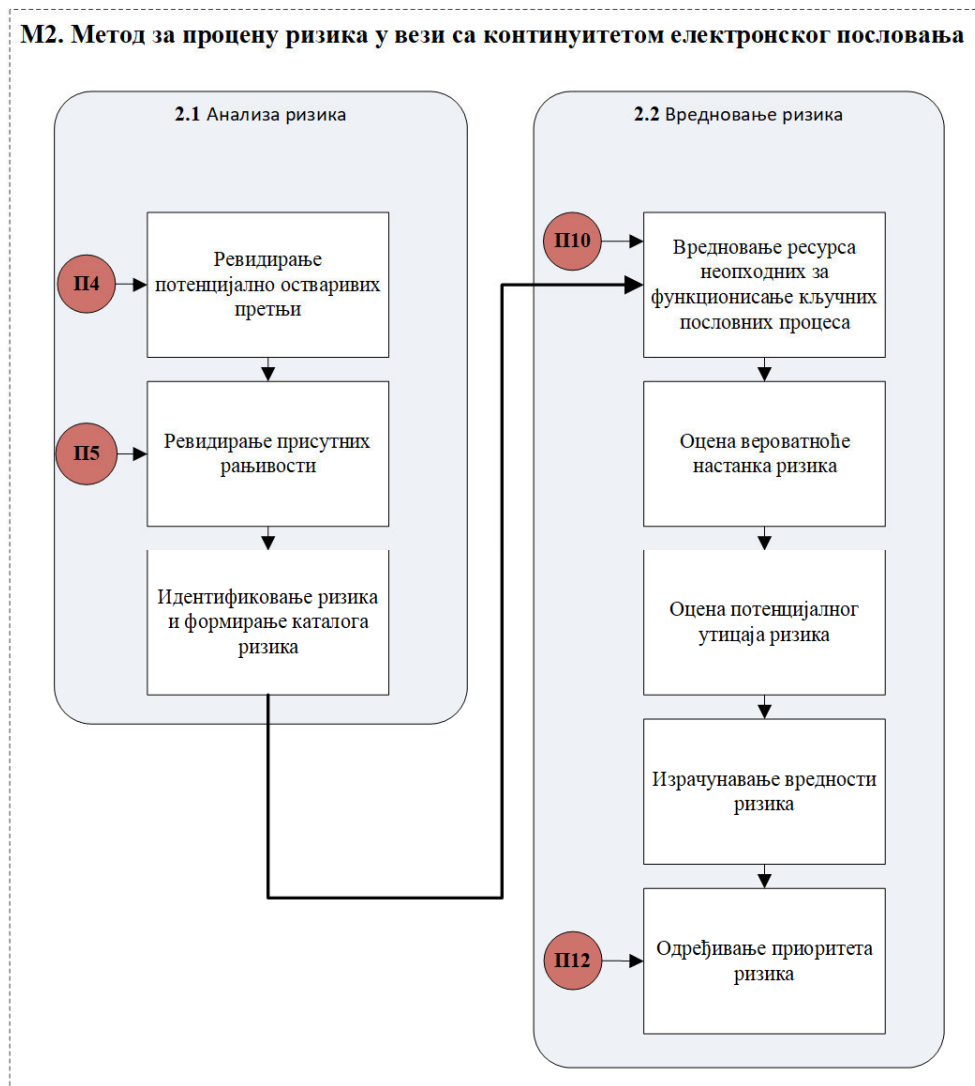 М2. Метод за процену ризика у вези са континуитетом електронског пословања
2.1 Анализа ризика
П4
Ревидирање
потенцијално остваривих
претњи
П5
Ревидирање присутних
рањивости
Идентификовање ризика
и формирање каталога
ризика
2.2 Вредновање ризика
П10
Вредновање ресурса
неопходних за
функционисање кључних
пословних процеса
Оцена вероватноће
настанка ризика
Оцена потенцијалног
утицаја ризика
Израчунавање вредности
ризика
П12
Одређивање приоритета
ризика